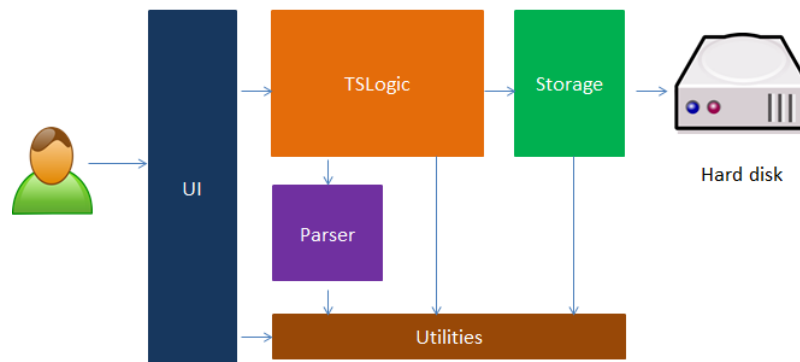 TSLogic
Storage
Hard disk
UI
Parser
Utilities